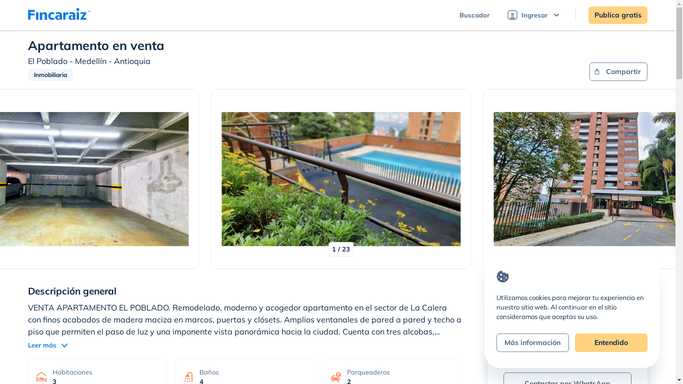 Fincaraiz
Buscador
Ingresar
Publica gratis
Apartamento en venta
El Poblado - Medellín - Antioquia
Inmobiliaria
Compartir
1 / 23
Descripción general
VENTA APARTAMENTO EL POBLADO. Remodelado, moderno y acogedor apartamento en el sector de La Calera
con finos acabados de madera maciza en marcos, puertas y clósets. Amplios ventanales de pared a pared y techo a
piso que permiten el paso de luz y una imponente vista panorámica hacia la ciudad. Cuenta con tres alcobas,...
Leer más
Habitaciones
3
Baños
4
Parqueaderos
2
Utilizamos cookies para mejorar tu experiencia en
nuestro sitio web. Al continuar en el sitio
consideramos que aceptas su uso.
Más información
Entendido
Contactar por WhatsApp